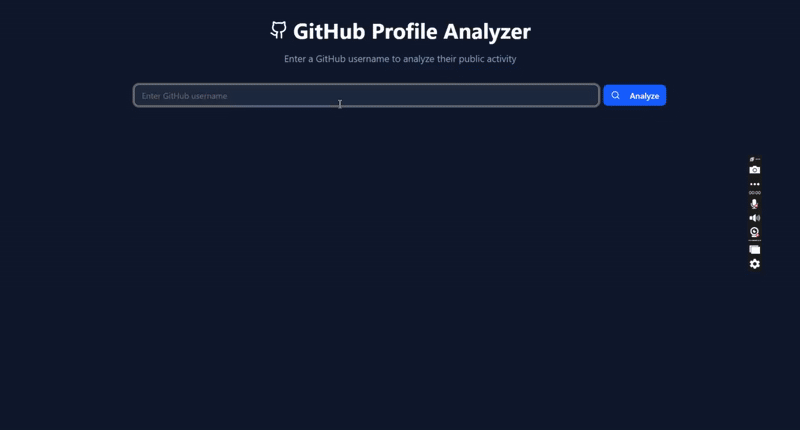 GitHub Profile Analyzer
Enter a GitHub username to analyze their public activity
Enter GitHub username
Analyze
00:00